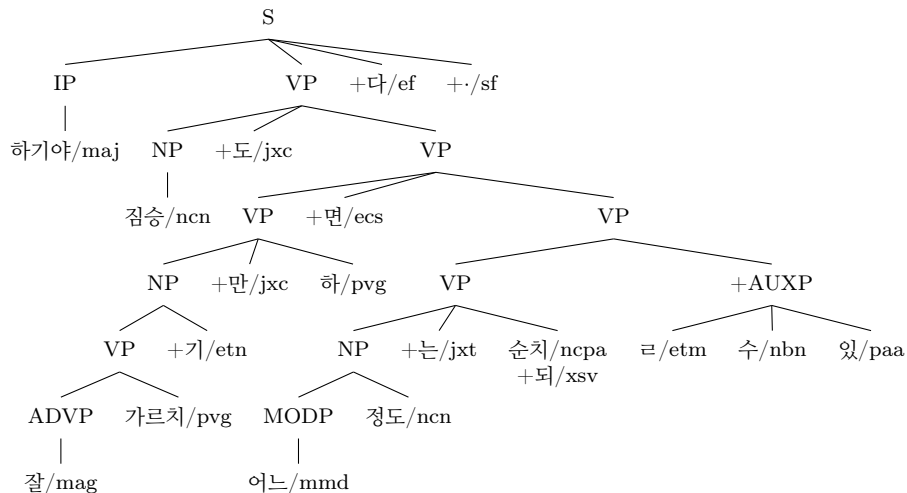 S
IP VP +다/ef +./sf
하기야/maj NP +도/jxc VP
짐승/ncn VP +면/ecs VP
NP +만/jxc 하/pvg VP +AUXP
VP +기/etn NP +는/jxt 순치/ncpa ㄹ/etm 수/nbn 있/paa
+되/xsv
ADVP 가르치/pvg MODP 정도/ncn
잘/mag 어느/mmd